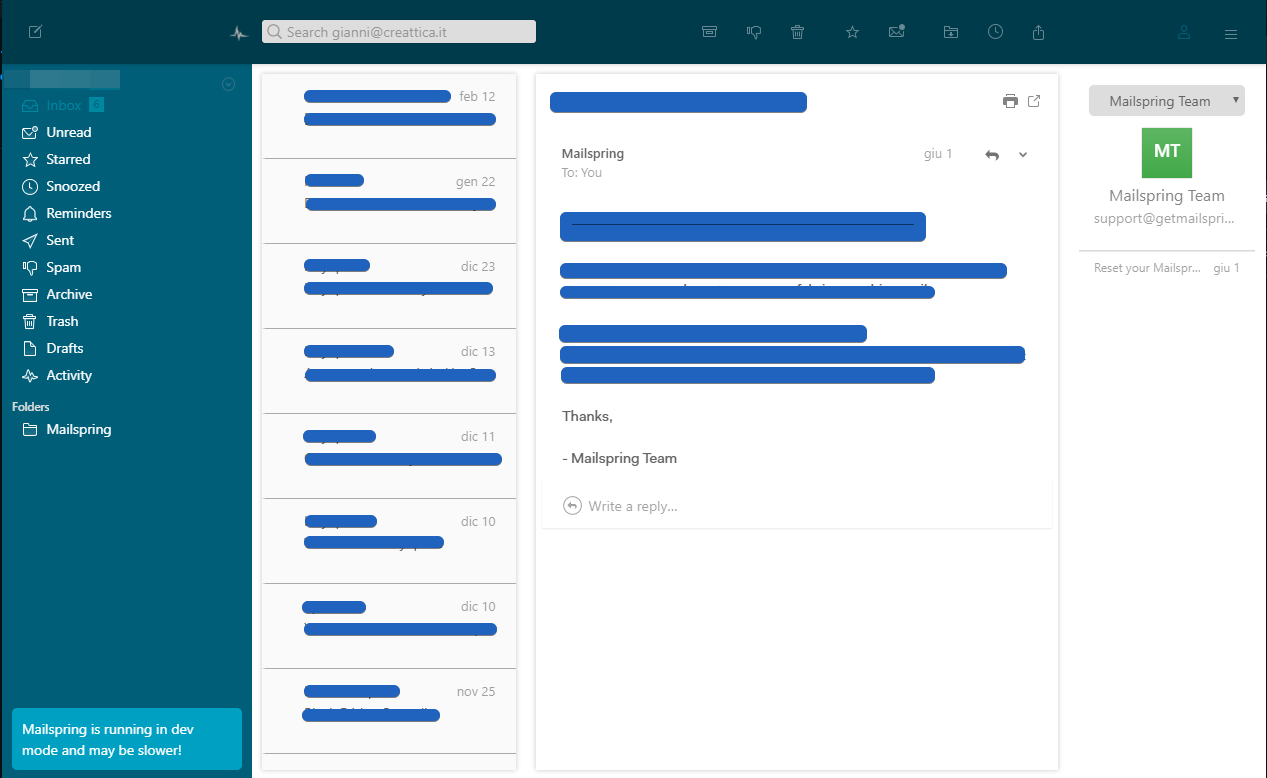 Search gianni@creattica.it
Inbox 6
Unread
Starred
Snoozed
Reminders
Sent
Spam
Archive
Trash
Drafts
Activity
Folders
Mailspring
Mailspring is running in dev
mode and may be slower!
feb 12
gen 22
dic 23
dic 13
dic 11
dic 10
dic 10
nov 25
Mailspring
giu 1
To: You
Thanks,
- Mailspring Team
Write a reply...
Mailspring Team
MT
Mailspring Team
support@getmailspri...
Reset your Mailspr... giu 1